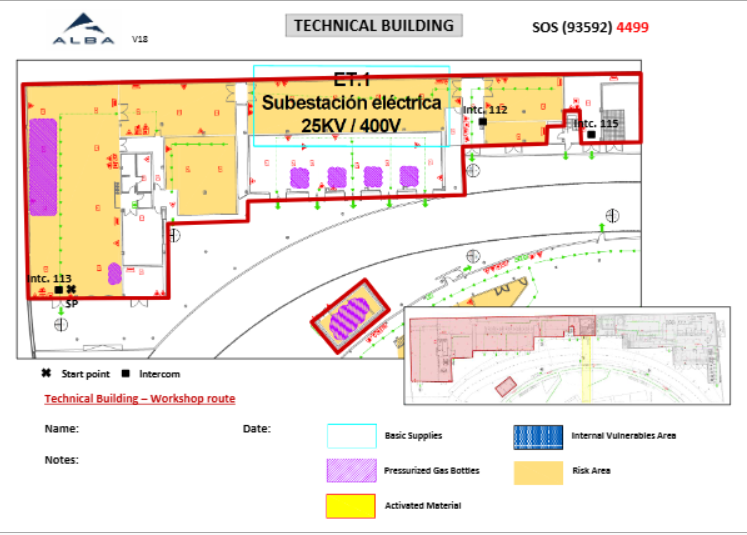 ALBA
V18
TECHNICAL BUILDING
SOS (93592) 4499
ET.1
Subestación eléctrica
25KV / 400V
Intc. 112
Intc. 115
Intc. 113
SP
Start point
Intercom
Technical Building – Workshop route
Name:
Date:
Notes:
Basic Supplies
Internal Vulnerables Area
Pressurized Gas Bottles
Risk Area
Activated Material